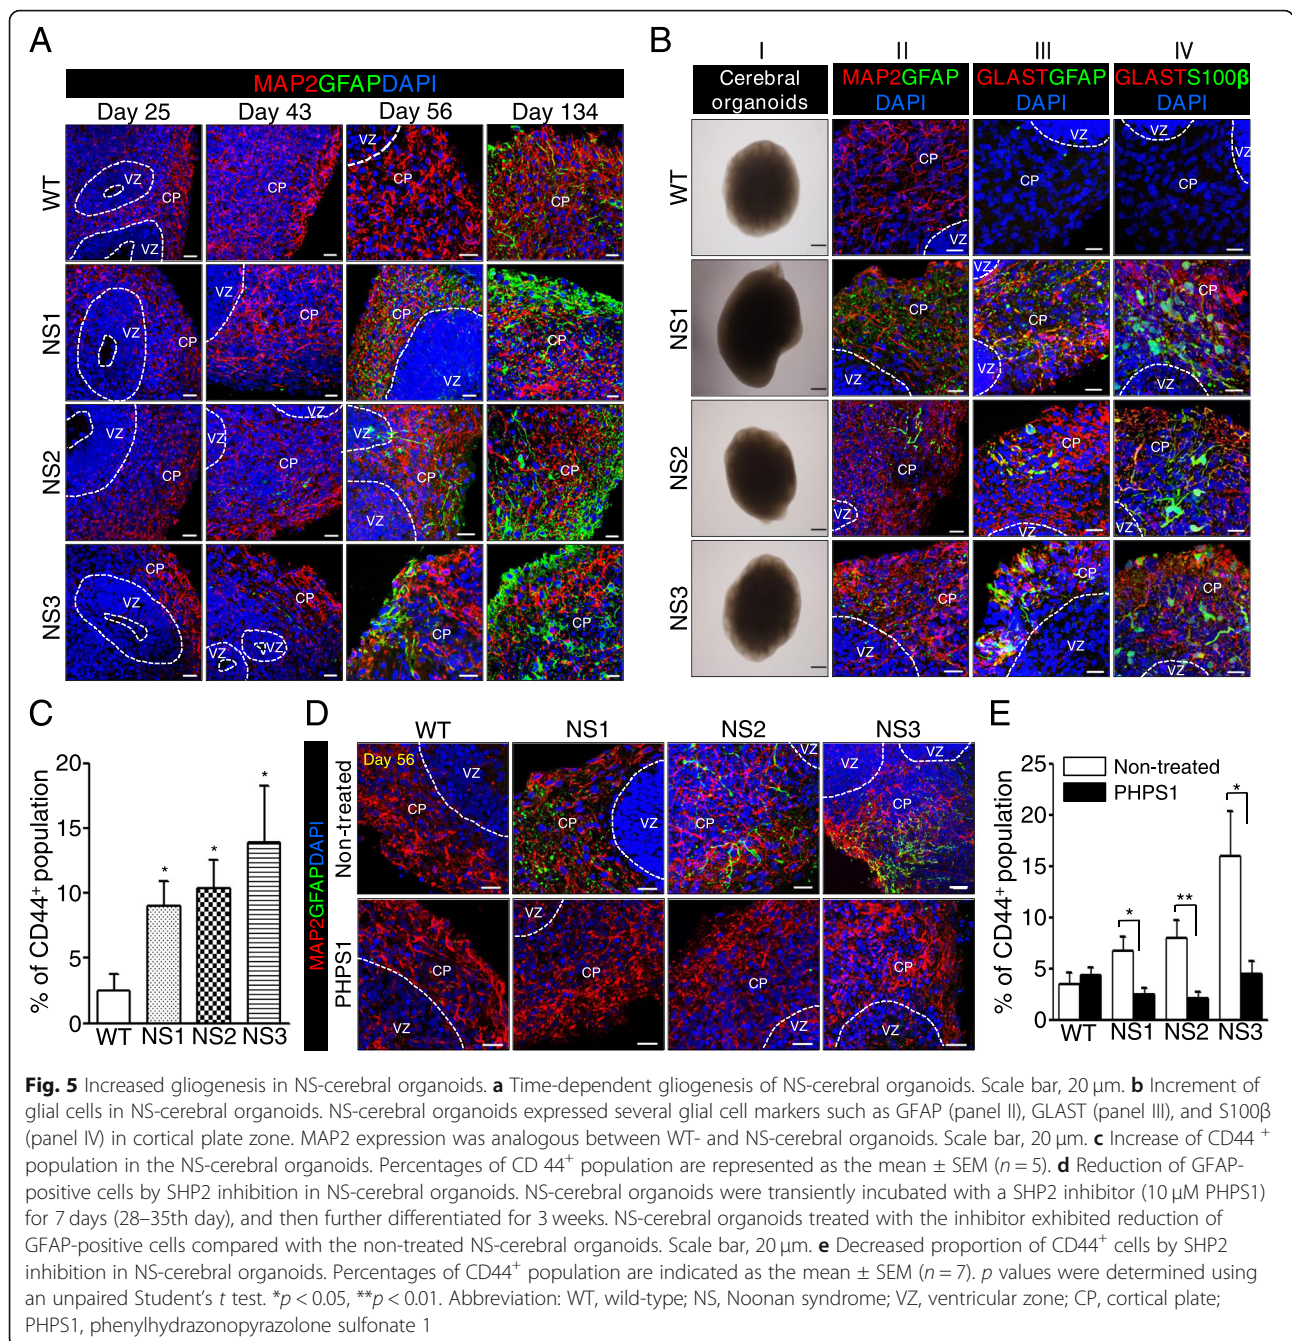 A
MAP2GFAPDAPI
Day 25 Day 43 Day 56 Day 134
WT
VZ
VZ
CP
CP
VZ
CP
CP
NS1
VZ
CP
VZ
CP
CP
VZ
CP
NS2
VZ
CP
VZ
VZ
CP
VZ
VZ
CP
CP
NS3
CP
VZ
CP
VZ
VZ
CP
CP
B
I II III IV
Cerebral organoids
MAP2GFAP DAPI
GLASTGFAP DAPI
GLASTS100β DAPI
WT
CP
VZ
VZ
CP
VZ
VZ
CP
NS1
CP
VZ
VZ
CP
CP
VZ
NS2
CP
VZ
CP
VZ
CP
VZ
NS3
CP
VZ
CP
VZ
CP
VZ
C
% of CD44+ population
20
15
10
5
0
* * *
WT NS1 NS2 NS3
D
MAP2GFAPDAPI
WT NS1 NS2 NS3
Non-treated
Day 56
VZ
CP
CP
VZ
VZ
CP
VZ
VZ
CP
PHPS1
CP
VZ
VZ
CP
CP
VZ
CP
VZ
E
% of CD44+ population
25
20
15
10
5
0
Non-treated
PHPS1
* ** *
WT NS1 NS2 NS3
Fig. 5 Increased gliogenesis in NS-cerebral organoids. a Time-dependent gliogenesis of NS-cerebral organoids. Scale bar, 20 μm. b Increment of
glial cells in NS-cerebral organoids. NS-cerebral organoids expressed several glial cell markers such as GFAP (panel II), GLAST (panel III), and S100β
(panel IV) in cortical plate zone. MAP2 expression was analogous between WT- and NS-cerebral organoids. Scale bar, 20 μm. c Increase of CD44 +
population in the NS-cerebral organoids. Percentages of CD 44+ population are represented as the mean ± SEM (n = 5). d Reduction of GFAP-
positive cells by SHP2 inhibition in NS-cerebral organoids. NS-cerebral organoids were transiently incubated with a SHP2 inhibitor (10 μM PHPS1)
for 7 days (28–35th day), and then further differentiated for 3 weeks. NS-cerebral organoids treated with the inhibitor exhibited reduction of
GFAP-positive cells compared with the non-treated NS-cerebral organoids. Scale bar, 20 μm. e Decreased proportion of CD44+ cells by SHP2
inhibition in NS-cerebral organoids. Percentages of CD44+ population are indicated as the mean ± SEM (n = 7). p values were determined using
an unpaired Student's t test. *p < 0.05, **p < 0.01. Abbreviation: WT, wild-type; NS, Noonan syndrome; VZ, ventricular zone; CP, cortical plate;
PHPS1, phenylhydrazonopyrazolone sulfonate 1